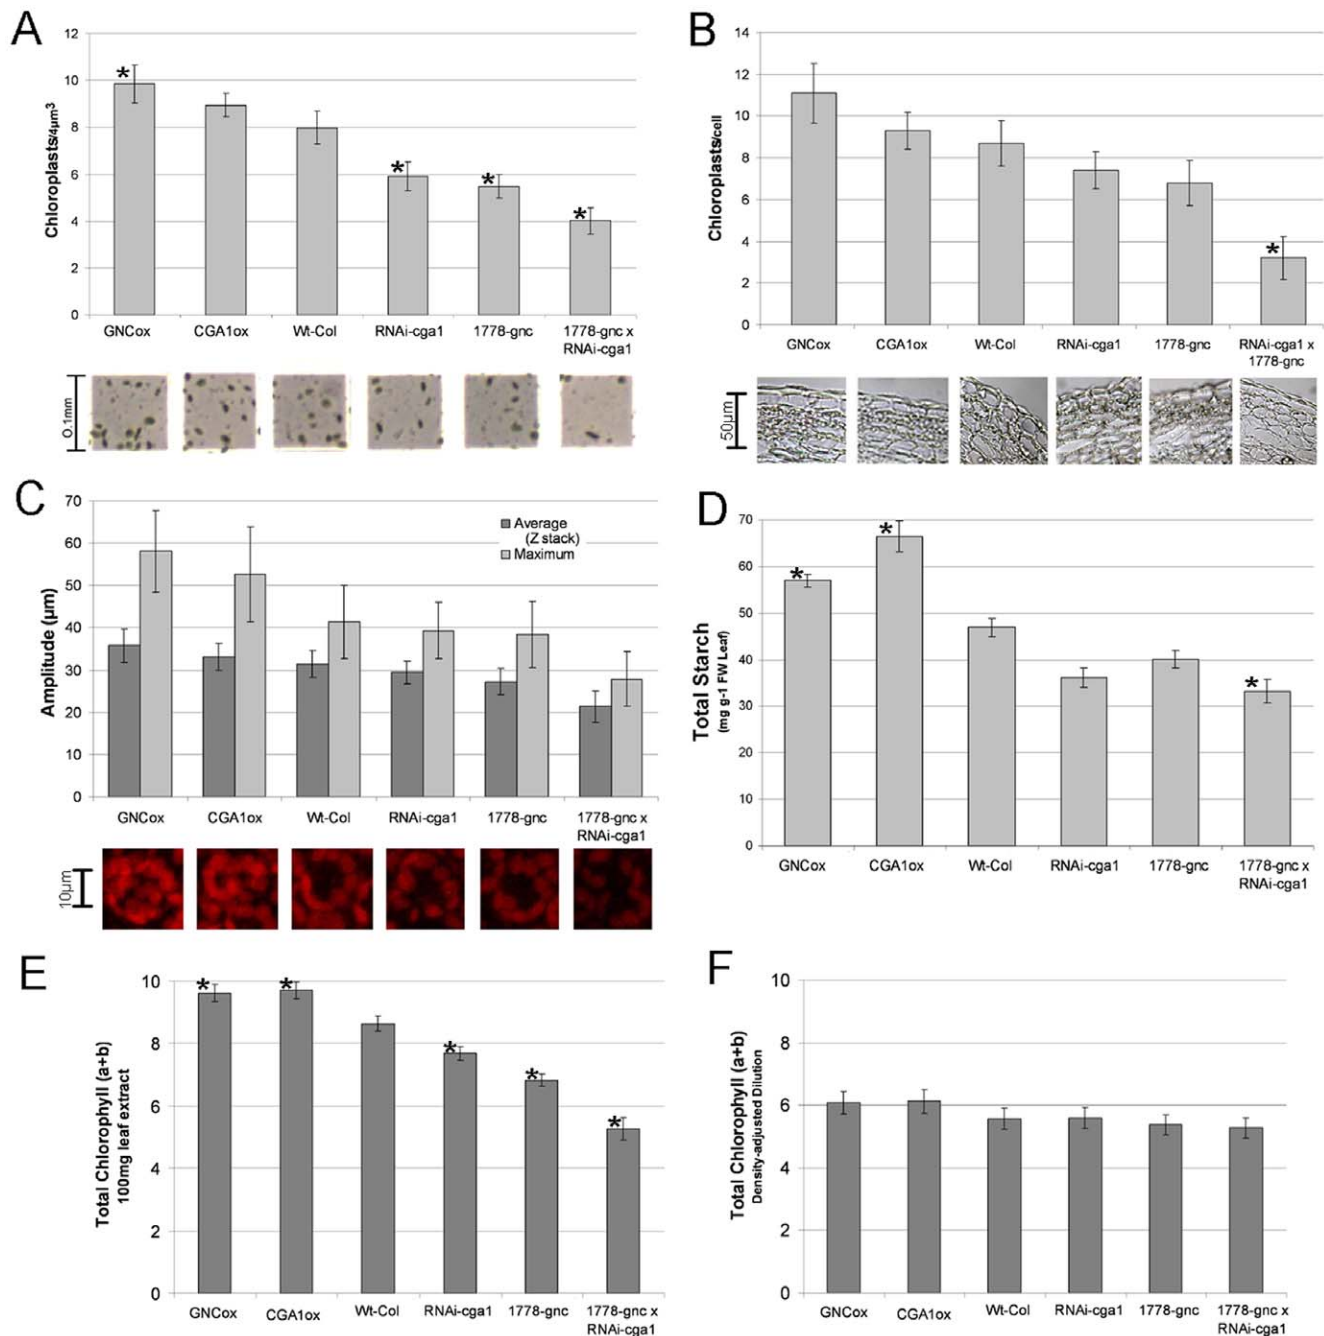 A
12
10
8
6
4
2
0
Chloroplasts/4µm³
*
*
*
*
GNCox CGA1ox Wt-Col RNAi-cga1 1778-gnc 1778-gnc x
RNAi-cga1
0.1mm
B
14
12
10
8
6
4
2
0
Chloroplasts/cell
*
GNCox CGA1ox Wt-Col RNAi-cga1 1778-gnc RNAi-cga1 x
1778-gnc
50µm
C
70
60
50
40
30
20
10
0
Amplitude (µm)
Average
(Z stack)
Maximum
GNCox CGA1ox Wt-Col RNAi-cga1 1778-gnc 1778-gnc x
RNAi-cga1
10µm
D
70
60
50
40
30
20
10
0
Total Starch
(mg g-1 FW Leaf)
*
*
*
GNCox CGA1ox Wt-Col RNAi-cga1 1778-gnc 1778-gnc x
RNAi-cga1
E
10
8
6
4
2
0
Total Chlorophyll (a+b)
100mg leaf extract
*
*
*
*
*
GNCox CGA1ox Wt-Col RNAi-cga1 1778-gnc 1778-gnc x
RNAi-cga1
F
10
8
6
4
2
0
Total Chlorophyll (a+b)
Density-adjusted Dilution
GNCox CGA1ox Wt-Col RNAi-cga1 1778-gnc 1778-gnc x
RNAi-cga1